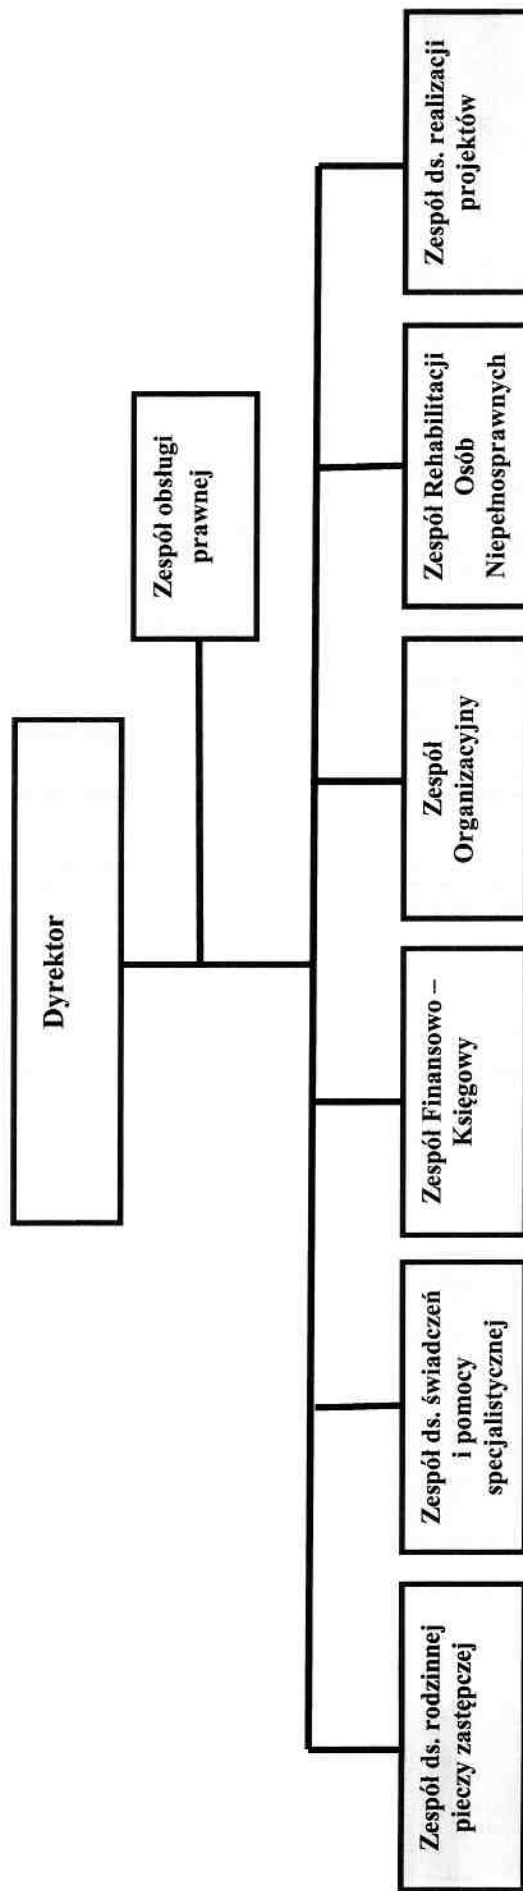 Dyrektor
Zespół obsługi
prawnej
Zespół ds. rodzinnej
pieczy zastępczej
Zespół ds. świadczeń
i pomocy
specjalistycznej
Zespół Finansowo –
Księgowy
Zespół
Organizacyjny
Zespół Rehabilitacji
Osób
Niepełnosprawnych
Zespół ds. realizacji
projektów